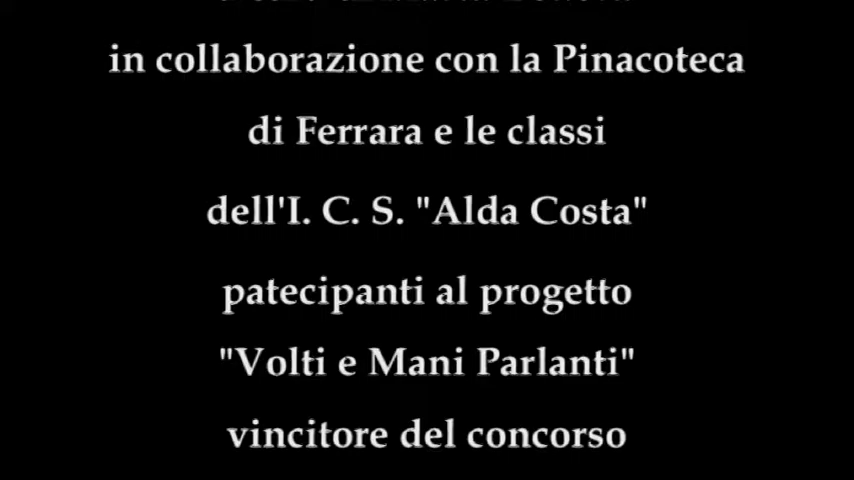 in collaborazione con la Pinacoteca
di Ferrara e le classi
dell'I. C. S. "Alda Costa"
patecipanti al progetto
"Volti e Mani Parlanti"
vincitore del concorso